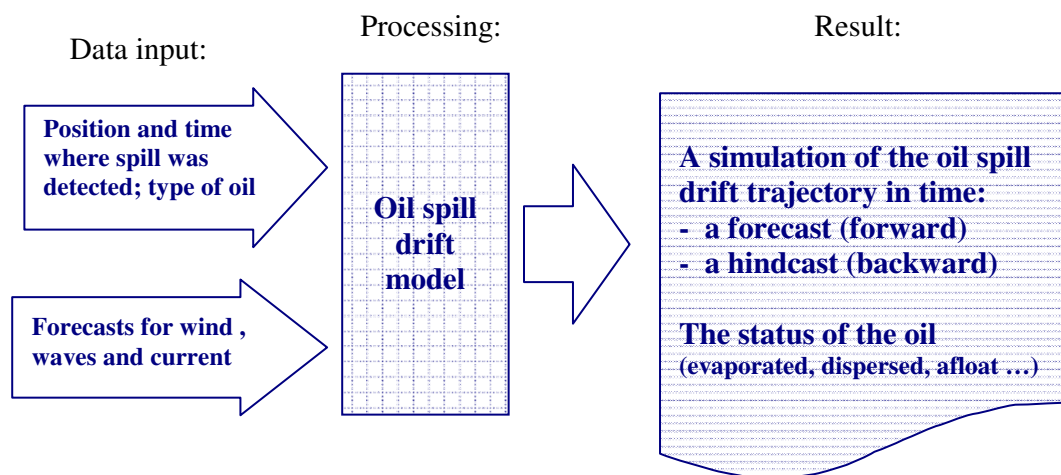 Data input:
Processing:
Result:
Position and time
where spill was
detected; type of oil
Forecasts for wind ,
waves and current
Oil spill
drift
model
A simulation of the oil spill
drift trajectory in time:
- a forecast (forward)
- a hindcast (backward)
The status of the oil
(evaporated, dispersed, afloat …)